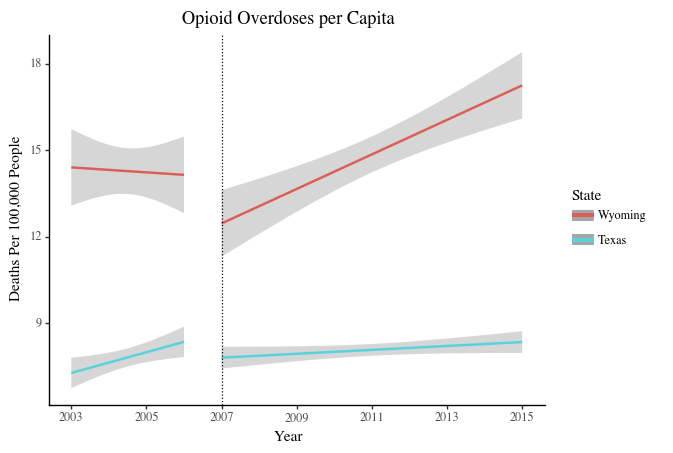 Opioid Overdoses per Capita
Deaths Per 100,000 People
18
15
12
9
2003 2005 2007 2009 2011 2013 2015
Year
State
Wyoming
Texas